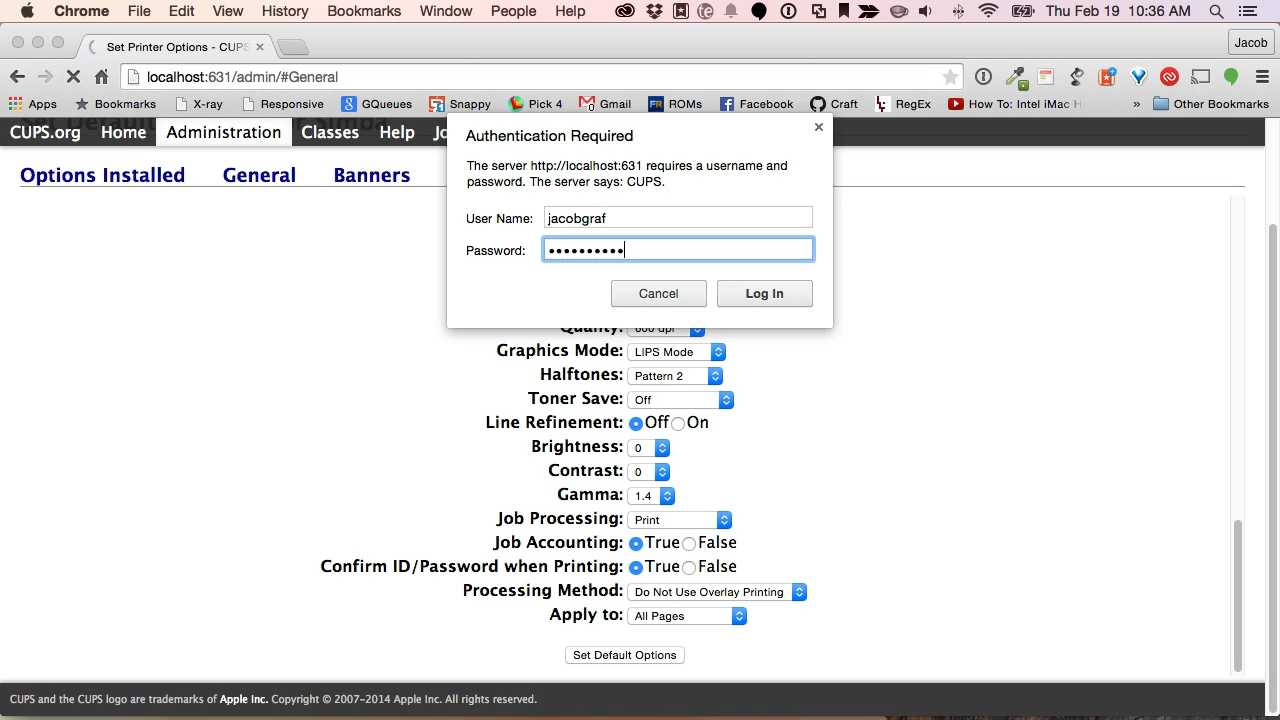 Chrome File Edit View History Bookmarks Window People Help Thu Feb 19 10:36 AM
Set Printer Options - CUPS Jacob
localhost:631/admin/#General
Apps Bookmarks X-ray Responsive GQueues Snappy Pick 4 Gmail ROMs Facebook Craft RegEx How To: Intel iMac H » Other Bookmarks
CUPS.org Home Administration Classes Help
Options Installed General Banners
Authentication Required
The server http://localhost:631 requires a username and
password. The server says: CUPS.
User Name: jacobgraf
Password: ••••••••••
Cancel Log In
Quality: 600 dpi
Graphics Mode: LIPS Mode
Halftones: Pattern 2
Toner Save: Off
Line Refinement: Off On
Brightness: 0
Contrast: 0
Gamma: 1.4
Job Processing: Print
Job Accounting: True False
Confirm ID/Password when Printing: True False
Processing Method: Do Not Use Overlay Printing
Apply to: All Pages
Set Default Options
CUPS and the CUPS logo are trademarks of Apple Inc. Copyright © 2007-2014 Apple Inc. All rights reserved.